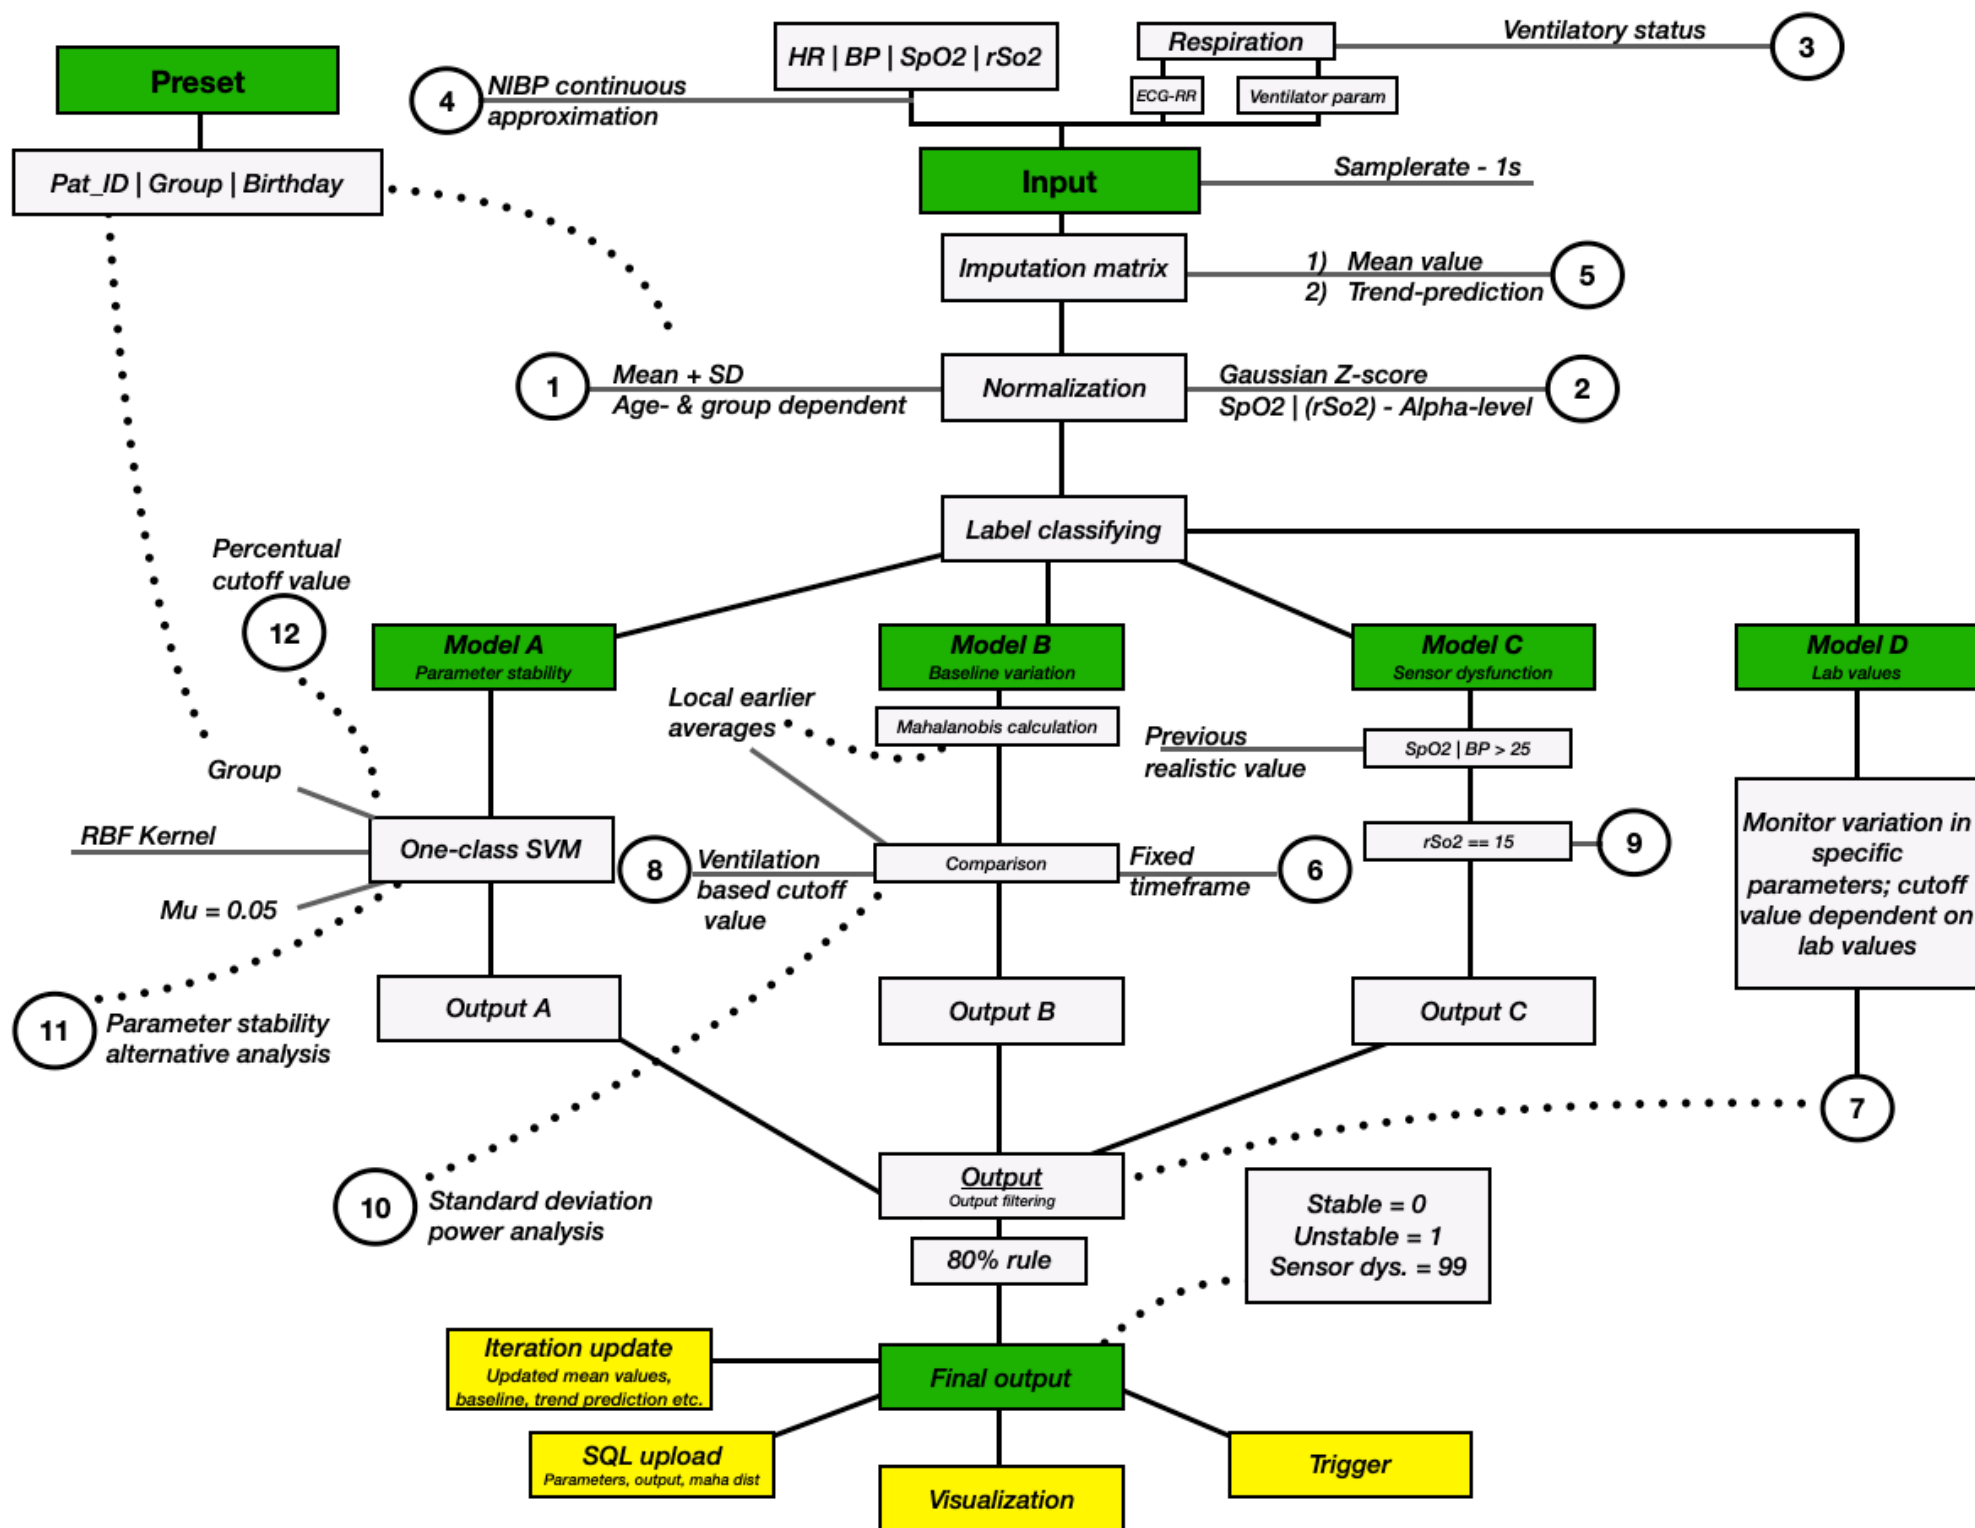 HR | BP | SpO2 | rSo2
Respiration
Ventilatory status
3
Preset
4
NIBP continuous
approximation
ECG-RR
Ventilator param
Pat_ID | Group | Birthday
Input
Samplerate - 1s
Imputation matrix
1) Mean value
2) Trend-prediction
5
1
Mean + SD
Age- & group dependent
Normalization
Gaussian Z-score
SpO2 | (rSo2) - Alpha-level
2
Label classifying
Percentual
cutoff value
12
Model A
Parameter stability
Model B
Baseline variation
Model C
Sensor dysfunction
Model D
Lab values
Local earlier
averages
Mahalanobis calculation
Previous
realistic value
SpO2 | BP > 25
Group
RBF Kernel
Mu = 0.05
One-class SVM
8
Ventilation
based cutoff
value
Comparison
Fixed
timeframe
6
rSo2 == 15
9
Monitor variation in
specific
parameters; cutoff
value dependent on
lab values
11
Parameter stability
alternative analysis
Output A
Output B
Output C
7
10
Standard deviation
power analysis
Output
Output filtering
80% rule
Stable = 0
Unstable = 1
Sensor dys. = 99
Iteration update
Updated mean values,
baseline, trend prediction etc.
Final output
SQL upload
Parameters, output, maha dist
Visualization
Trigger